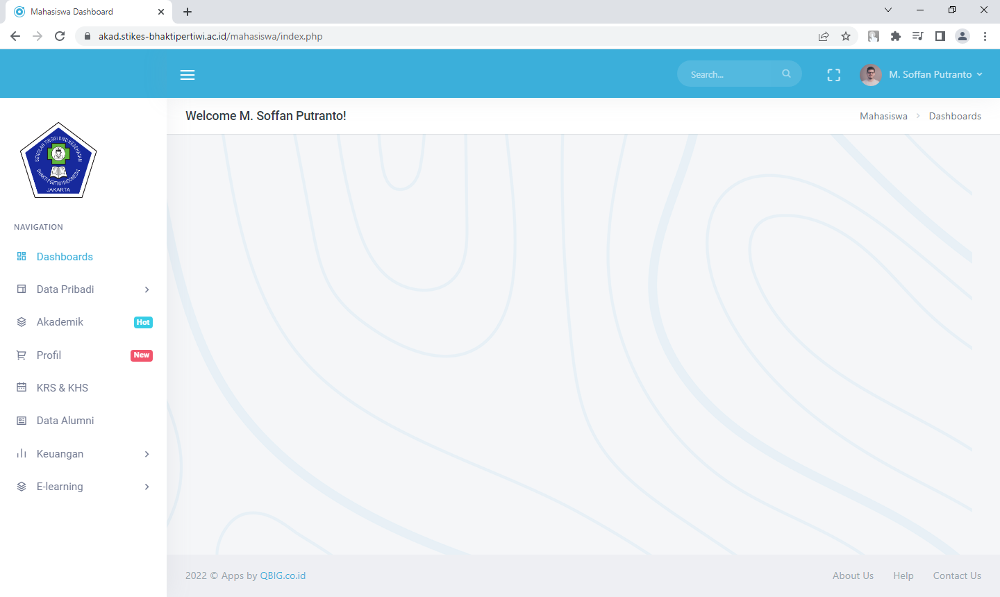 Mahasiswa Dashboard
akad.stikes-bhaktipertiwi.ac.id/mahasiswa/index.php
Search...
M. Soffan Putranto
Welcome M. Soffan Putranto!
Mahasiswa
Dashboards
SEKOLAH TINGGI ILMU KESEHATAN
BHAKTI PERTIWI INDONESIA
JAKARTA
NAVIGATION
Dashboards
Data Pribadi
Akademik
Hot
Profil
New
KRS & KHS
Data Alumni
Keuangan
E-learning
2022 © Apps by QBIG.co.id
About Us
Help
Contact Us